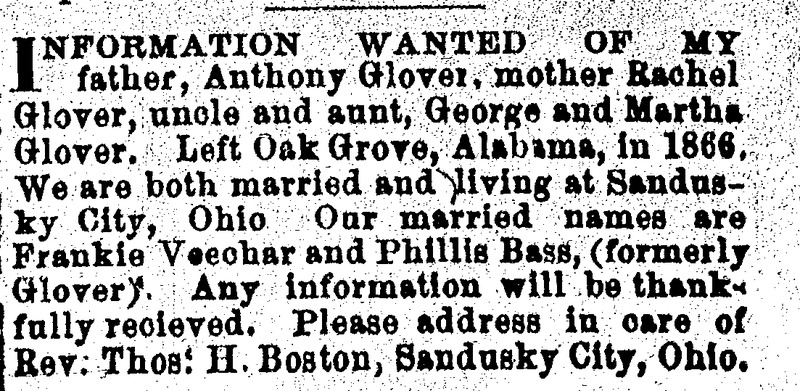 INFORMATION WANTED OF MY
father, Anthony Glover, mother Rachel
Glover, uncle and aunt, George and Martha
Glover. Left Oak Grove, Alabama, in 1866.
We are both married and living at Sandus-
ky City, Ohio Our married names are
Frankie Veechar and Phillis Bass, (formerly
Glover). Any information will be thank-
fully recieved. Please address in care of
Rev. Thos. H. Boston, Sandusky City, Ohio.